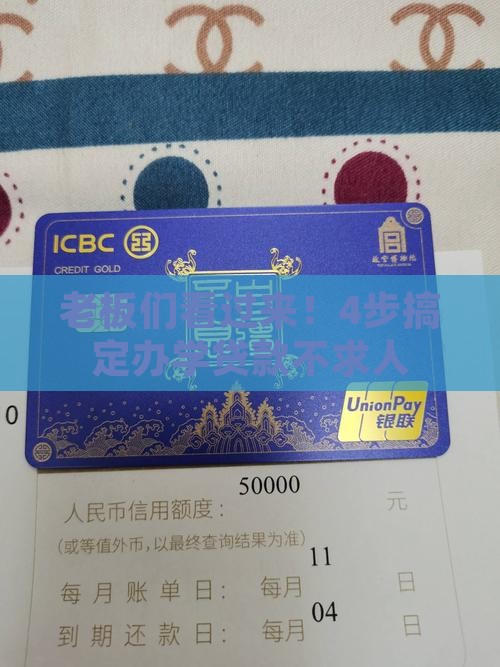 ICBC
CREDIT GOLD
故宫博物院
老板们看过来！4步搞
定办学贷款不求人
UnionPay
银联
0
50000
人民币信用额度： 元
(或等值外币,以最终查询结果为准)
11
每月账单日： 每月 日
04
到期还款日： 每月 日